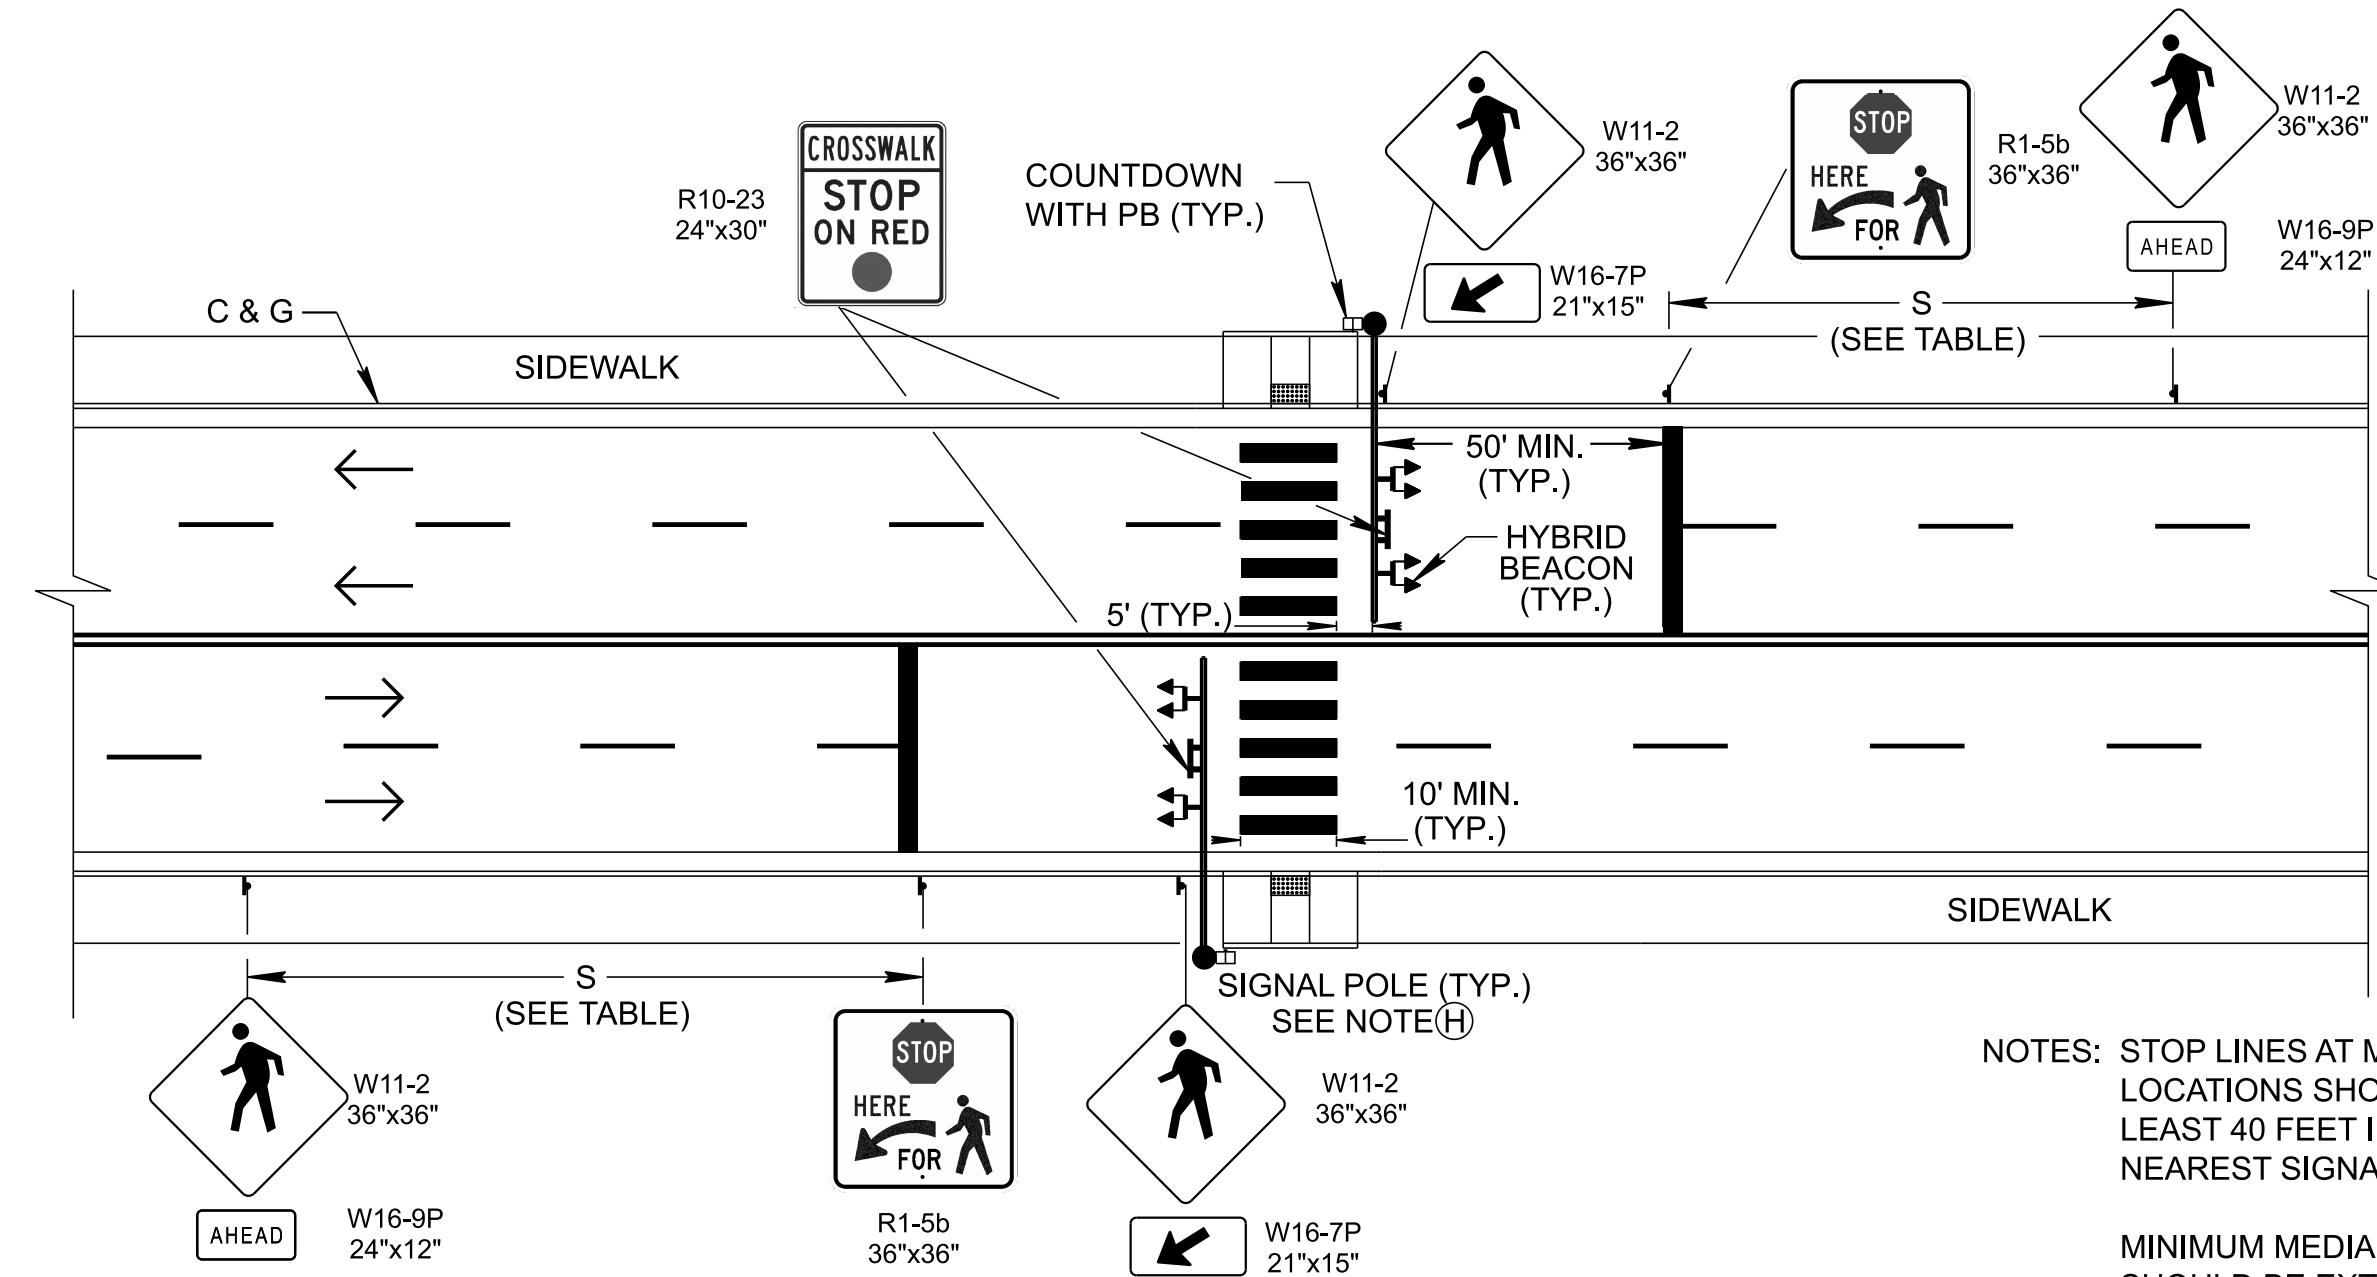 W11-2
36"x36"
W16-9P
24"x12"
AHEAD
STOP
HERE
FOR
R1-5b
36"x36"
W11-2
36"x36"
W16-7P
21"x15"
CROSSWALK
STOP
ON RED
R10-23
24"x30"
COUNTDOWN
WITH PB (TYP.)
C & G
SIDEWALK
S
(SEE TABLE)
50' MIN.
(TYP.)
HYBRID
BEACON
(TYP.)
5' (TYP.)
10' MIN.
(TYP.)
SIDEWALK
S
(SEE TABLE)
SIGNAL POLE (TYP.)
SEE NOTE H
W11-2
36"x36"
AHEAD
W16-9P
24"x12"
STOP
HERE
FOR
R1-5b
36"x36"
W11-2
36"x36"
W16-7P
21"x15"
NOTES: STOP LINES AT
LOCATIONS
LEAST 40 FEET
NEAREST
MINIMUM